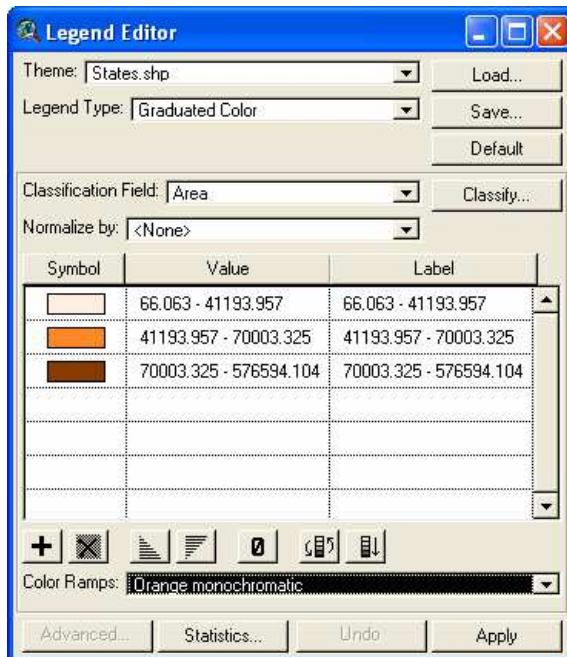 Legend Editor
Theme: States.shp
Load...
Legend Type: Graduated Color
Save...
Default
Classification Field: Area
Classify...
Normalize by: <None>
Symbol Value Label
66.063 - 41193.957 66.063 - 41193.957
41193.957 - 70003.325 41193.957 - 70003.325
70003.325 - 576594.104 70003.325 - 576594.104
0
Color Ramps: Orange monochromatic
Advanced... Statistics... Undo Apply